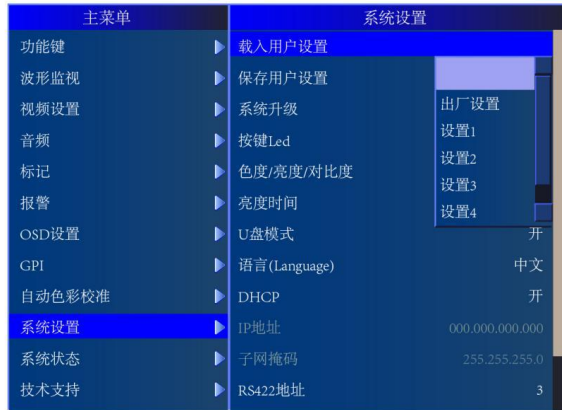 主菜单
功能键
波形监视
视频设置
音频
标记
报警
OSD设置
GPI
自动色彩校准
系统设置
系统状态
技术支持
系统设置
载入用户设置
保存用户设置
系统升级
按键Led
色度/亮度/对比度
亮度时间
U盘模式 开
语言(Language) 中文
DHCP 开
IP地址 000.000.000.000
子网掩码 255.255.255.0
RS422地址 3
出厂设置
设置1
设置2
设置3
设置4